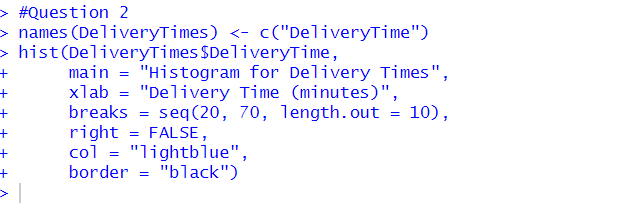 > #Question 2
> names(DeliveryTimes) <- c("DeliveryTime")
> hist(DeliveryTimes$DeliveryTime,
+      main = "Histogram for Delivery Times",
+      xlab = "Delivery Time (minutes)",
+      breaks = seq(20, 70, length.out = 10),
+      right = FALSE,
+      col = "lightblue",
+      border = "black")
>